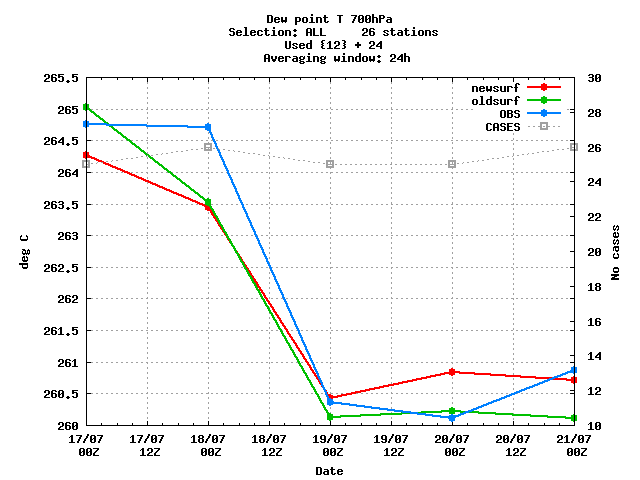 Dew point T 700hPa
Selection: ALL     26 stations
Used {12} + 24
Averaging window: 24h
265.5
265
264.5
264
263.5
263
262.5
262
261.5
261
260.5
260
deg C
30
28
26
24
22
20
18
16
14
12
10
No cases
newsurf
oldsurf
OBS
CASES
17/07 17/07 18/07 18/07 19/07 19/07 20/07 20/07 21/07
00Z 12Z 00Z 12Z 00Z 12Z 00Z 12Z 00Z
Date